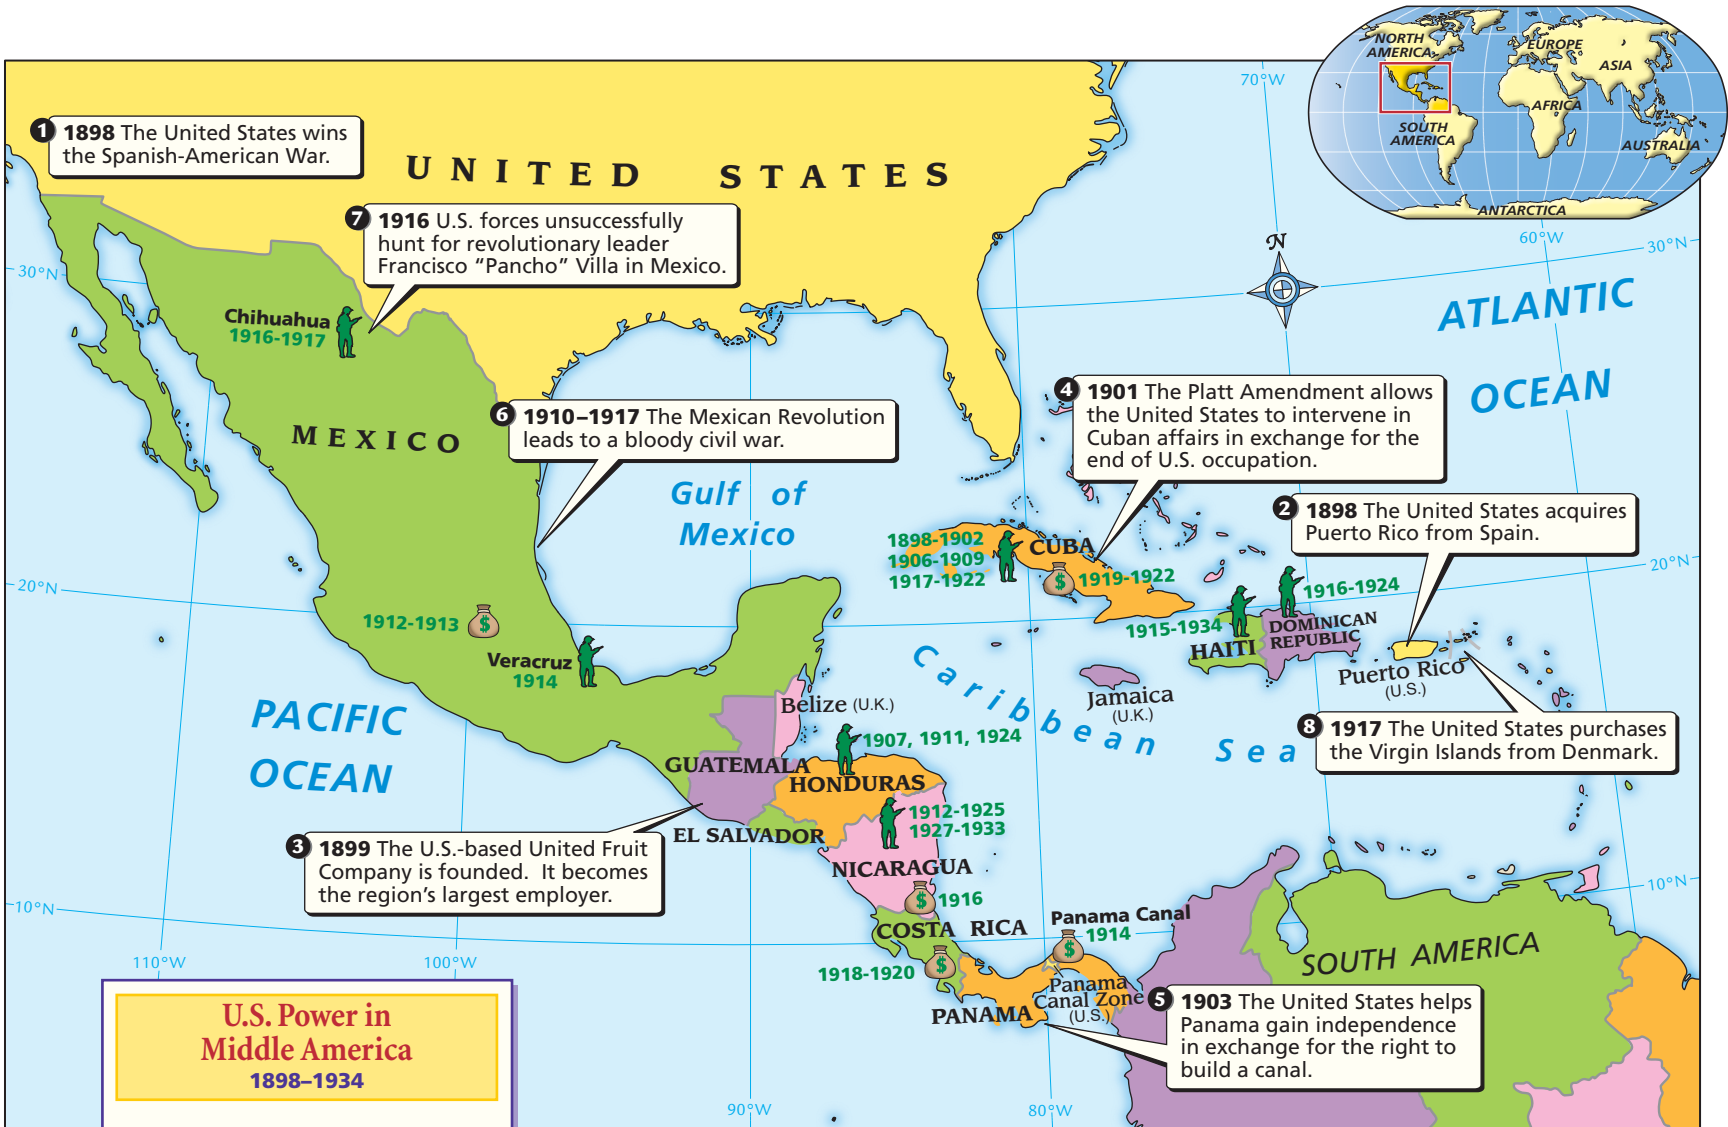 NORTH
AMERICA
EUROPE
ASIA
AFRICA
SOUTH
AMERICA
AUSTRALIA
ANTARCTICA
70°W
60°W
30°N
30°N
1 1898 The United States wins
the Spanish-American War.
UNITED STATES
7 1916 U.S. forces unsuccessfully
hunt for revolutionary leader
Francisco “Pancho” Villa in Mexico.
N
ATLANTIC
OCEAN
Chihuahua
1916-1917
4 1901 The Platt Amendment allows
the United States to intervene in
Cuban affairs in exchange for the
end of U.S. occupation.
6 1910–1917 The Mexican Revolution
leads to a bloody civil war.
MEXICO
Gulf of
Mexico
2 1898 The United States acquires
Puerto Rico from Spain.
1898-1902
1906-1909
1917-1922
CUBA
1919-1922
20°N
20°N
1916-1924
1915-1934
DOMINICAN
REPUBLIC
HAITI
1912-1913
Veracruz
1914
Puerto Rico
(U.S.)
Jamaica
(U.K.)
Caribbean Sea
Belize (U.K.)
PACIFIC
OCEAN
8 1917 The United States purchases
the Virgin Islands from Denmark.
1907, 1911, 1924
GUATEMALA
HONDURAS
1912-1925
1927-1933
EL SALVADOR
3 1899 The U.S.-based United Fruit
Company is founded. It becomes
the region’s largest employer.
NICARAGUA
1916
10°N
10°N
COSTA RICA
Panama Canal
1914
1918-1920
SOUTH AMERICA
110°W
100°W
Panama
Canal Zone
(U.S.)
PANAMA
5 1903 The United States helps
Panama gain independence
in exchange for the right to
build a canal.
U.S. Power in
Middle America
1898–1934
90°W
80°W